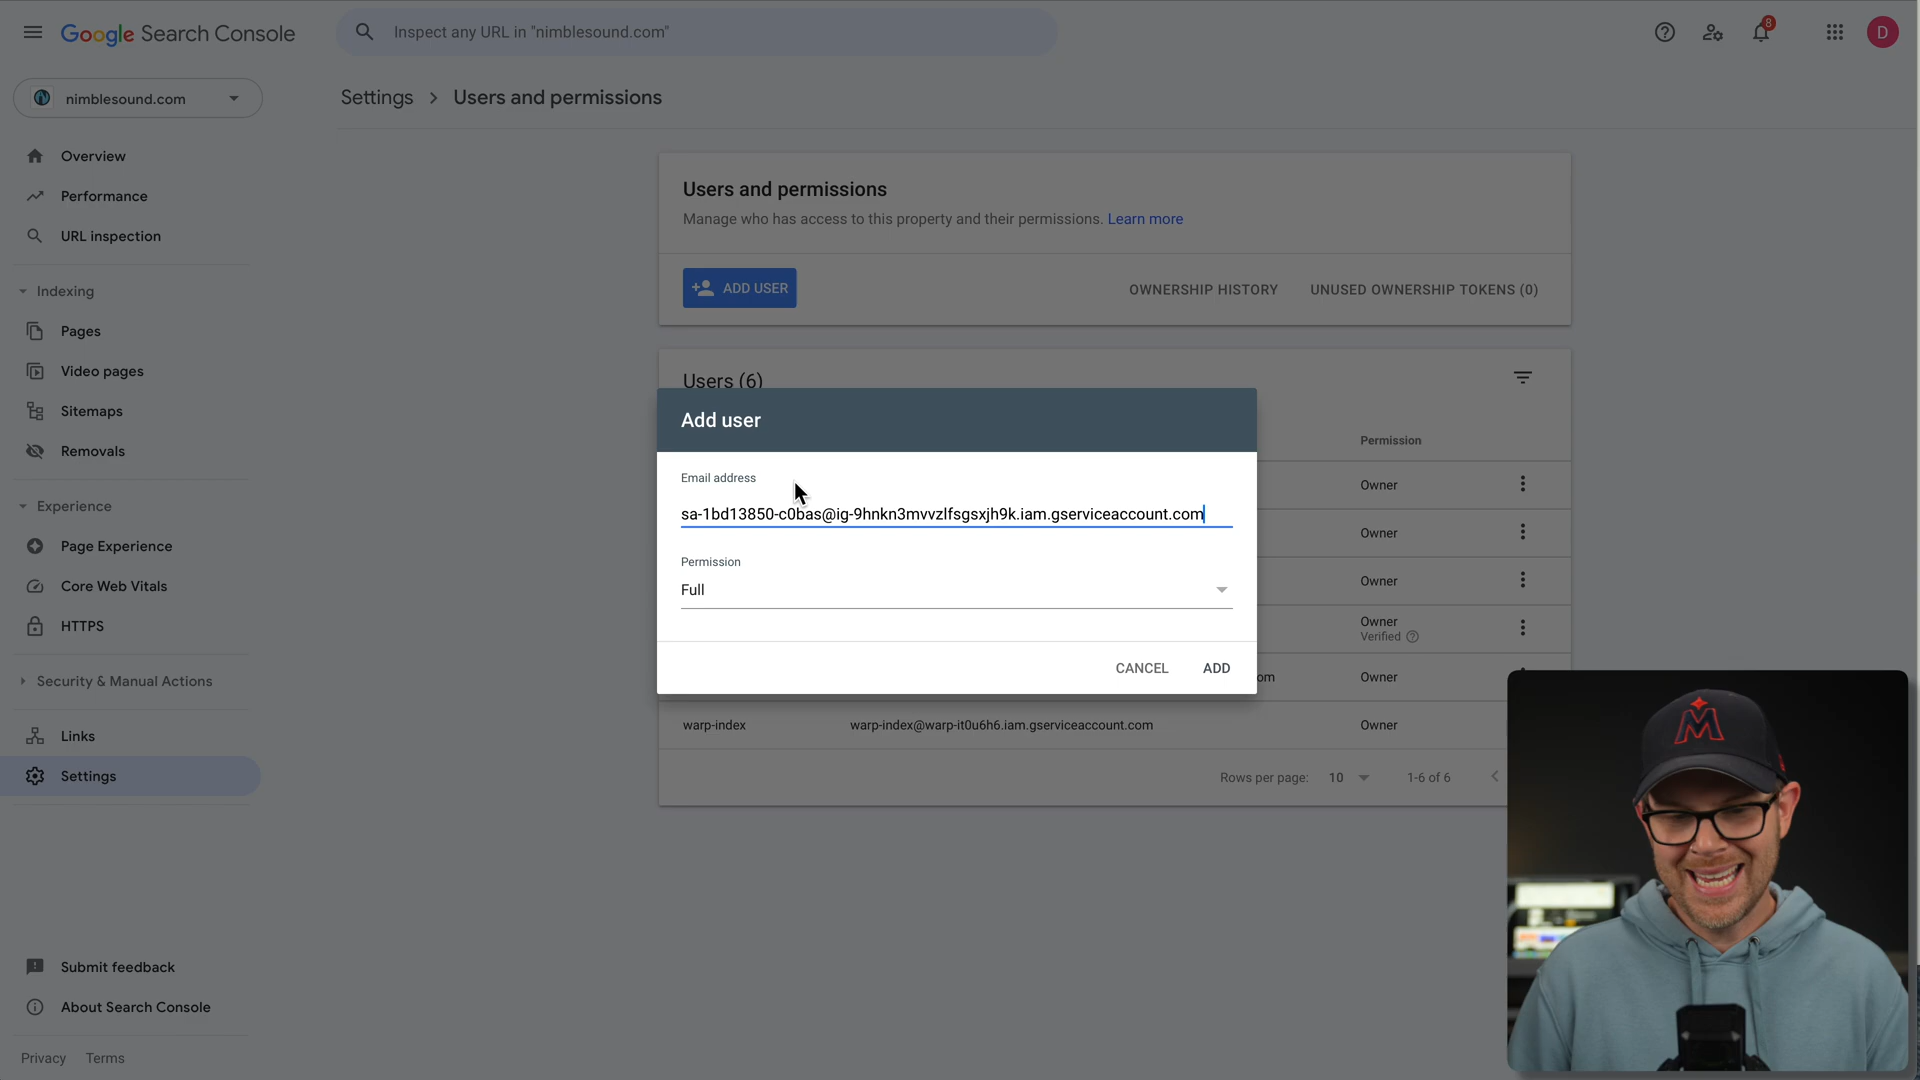 Google Search Console
Inspect any URL in "nimblesound.com"
8
D
nimblesound.com
Settings > Users and permissions
Overview
Performance
URL inspection
Indexing
Pages
Video pages
Sitemaps
Removals
Experience
Page Experience
Core Web Vitals
HTTPS
Security & Manual Actions
Links
Settings
Submit feedback
About Search Console
Privacy Terms
Users and permissions
Manage who has access to this property and their permissions. Learn more
ADD USER
OWNERSHIP HISTORY
UNUSED OWNERSHIP TOKENS (0)
Users (6)
Permission
Owner
Owner
Owner
Owner
Verified
om Owner
warp-index warp-index@warp-it0u6h6.iam.gserviceaccount.com Owner
Rows per page: 10 1-6 of 6
Add user
Email address
sa-1bd13850-c0bas@ig-9hnkn3mvvzlfsgsxjh9k.iam.gserviceaccount.com
Permission
Full
CANCEL ADD
M